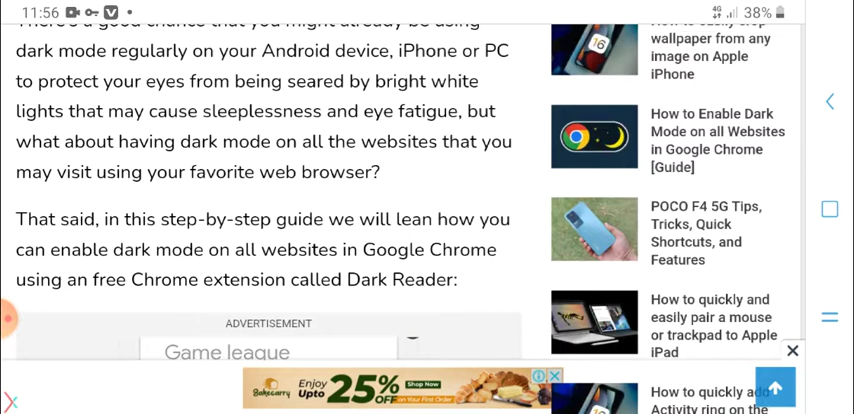 11:56
4G 38%
dark mode regularly on your Android device, iPhone or PC
to protect your eyes from being seared by bright white
lights that may cause sleeplessness and eye fatigue, but
what about having dark mode on all the websites that you
may visit using your favorite web browser?
That said, in this step-by-step guide we will lean how you
can enable dark mode on all websites in Google Chrome
using an free Chrome extension called Dark Reader:
ADVERTISEMENT
Game league
wallpaper from any
image on Apple
iPhone
How to Enable Dark
Mode on all Websites
in Google Chrome
[Guide]
POCO F4 5G Tips,
Tricks, Quick
Shortcuts, and
Features
How to quickly and
easily pair a mouse
or trackpad to Apple
iPad
How to quickly
Activity ring on the
Bakecarry
Enjoy
Upto
25%
OFF
Shop Now
on Your First Order
16